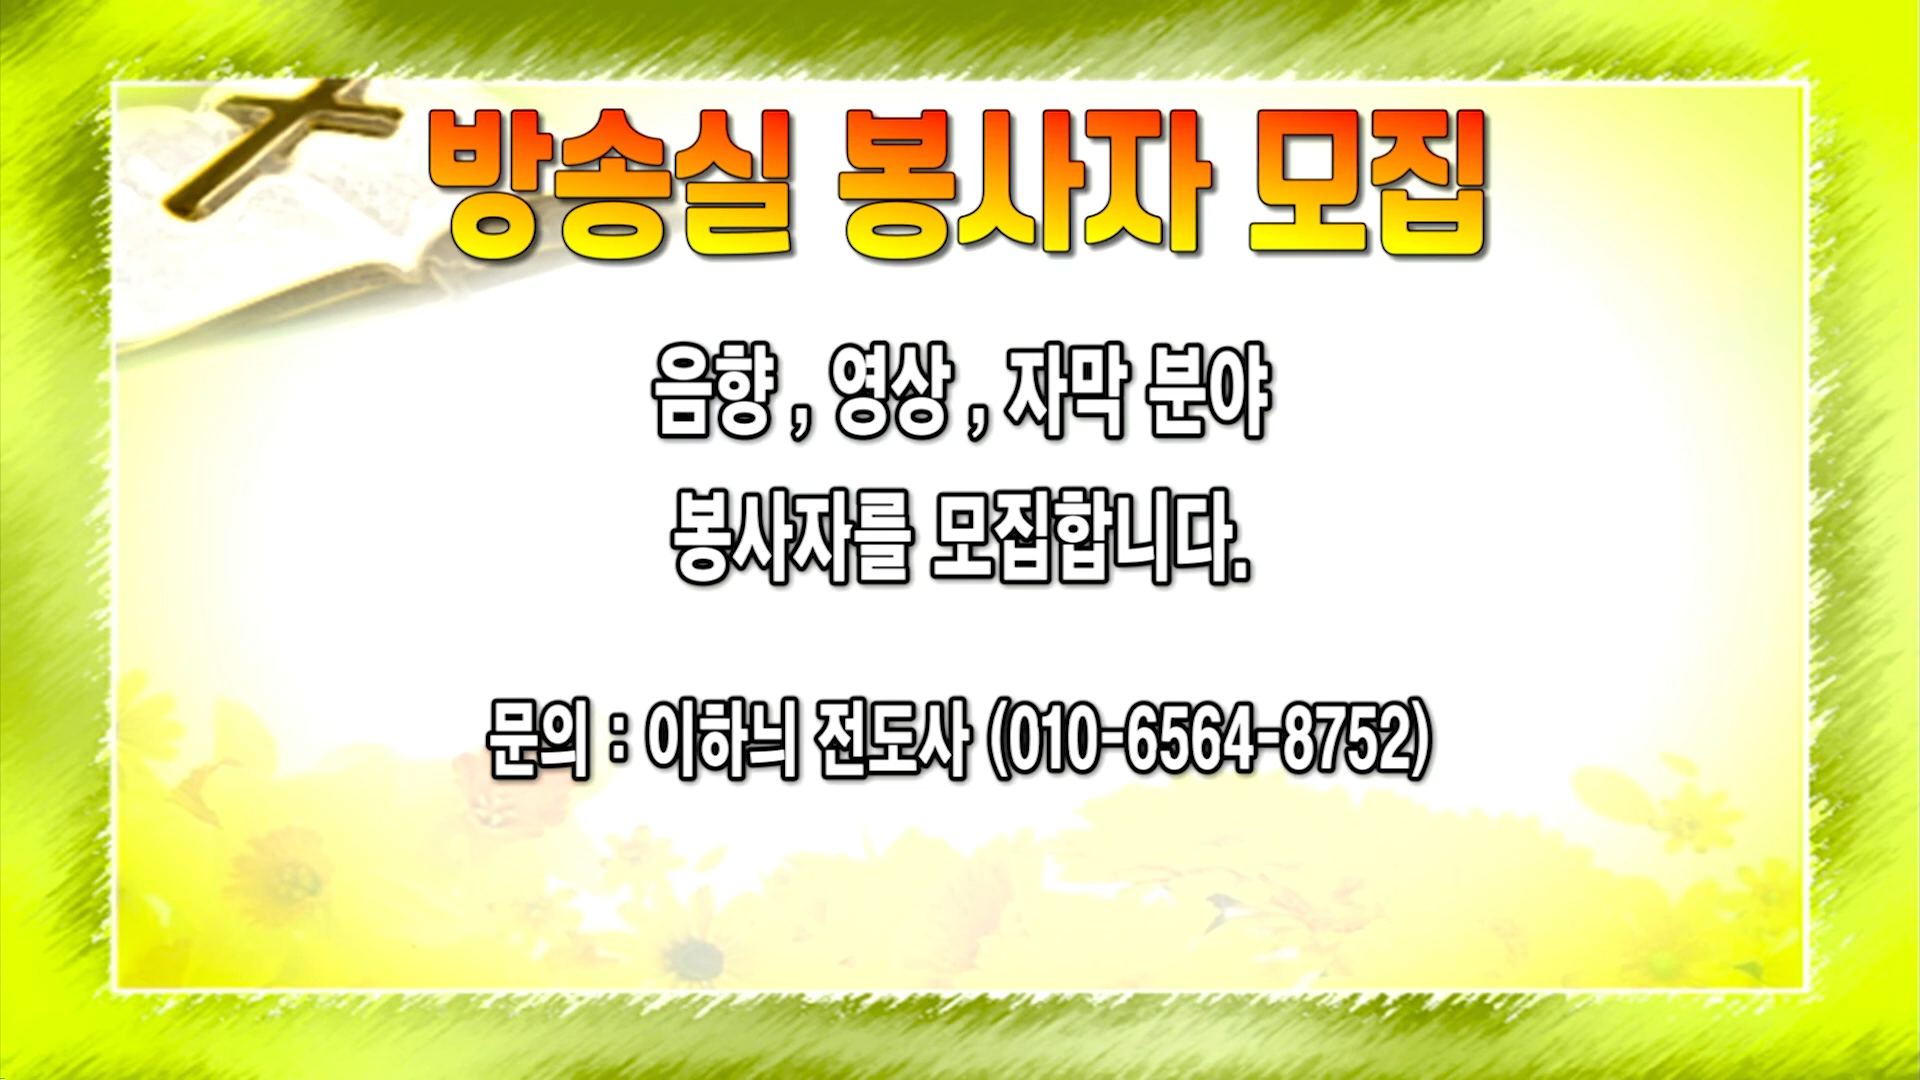 방송실 봉사자 모집
음향 , 영상 , 자막 분야
봉사자를 모집합니다.
문의 : 이하늬 전도사 (010-6564-8752)